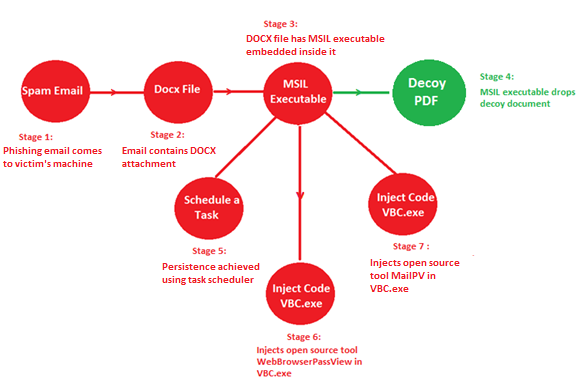 Stage 3:
DOCX file has MSIL executable
embedded inside it
Spam Email
Docx File
MSIL
Executable
Decoy
PDF
Stage 4:
MSIL executable drops
decoy document
Stage 1:
Phishing email comes
to victim's machine
Stage 2:
Email contains DOCX
attachment
Schedule a
Task
Inject Code
VBC.exe
Stage 5:
Persistence achieved
using task scheduler
Stage 7 :
Injects open source
tool MailPV in
VBC.exe
Inject Code
VBC.exe
Stage 6:
Injects open source tool
WebBrowserPassView in
VBC.exe